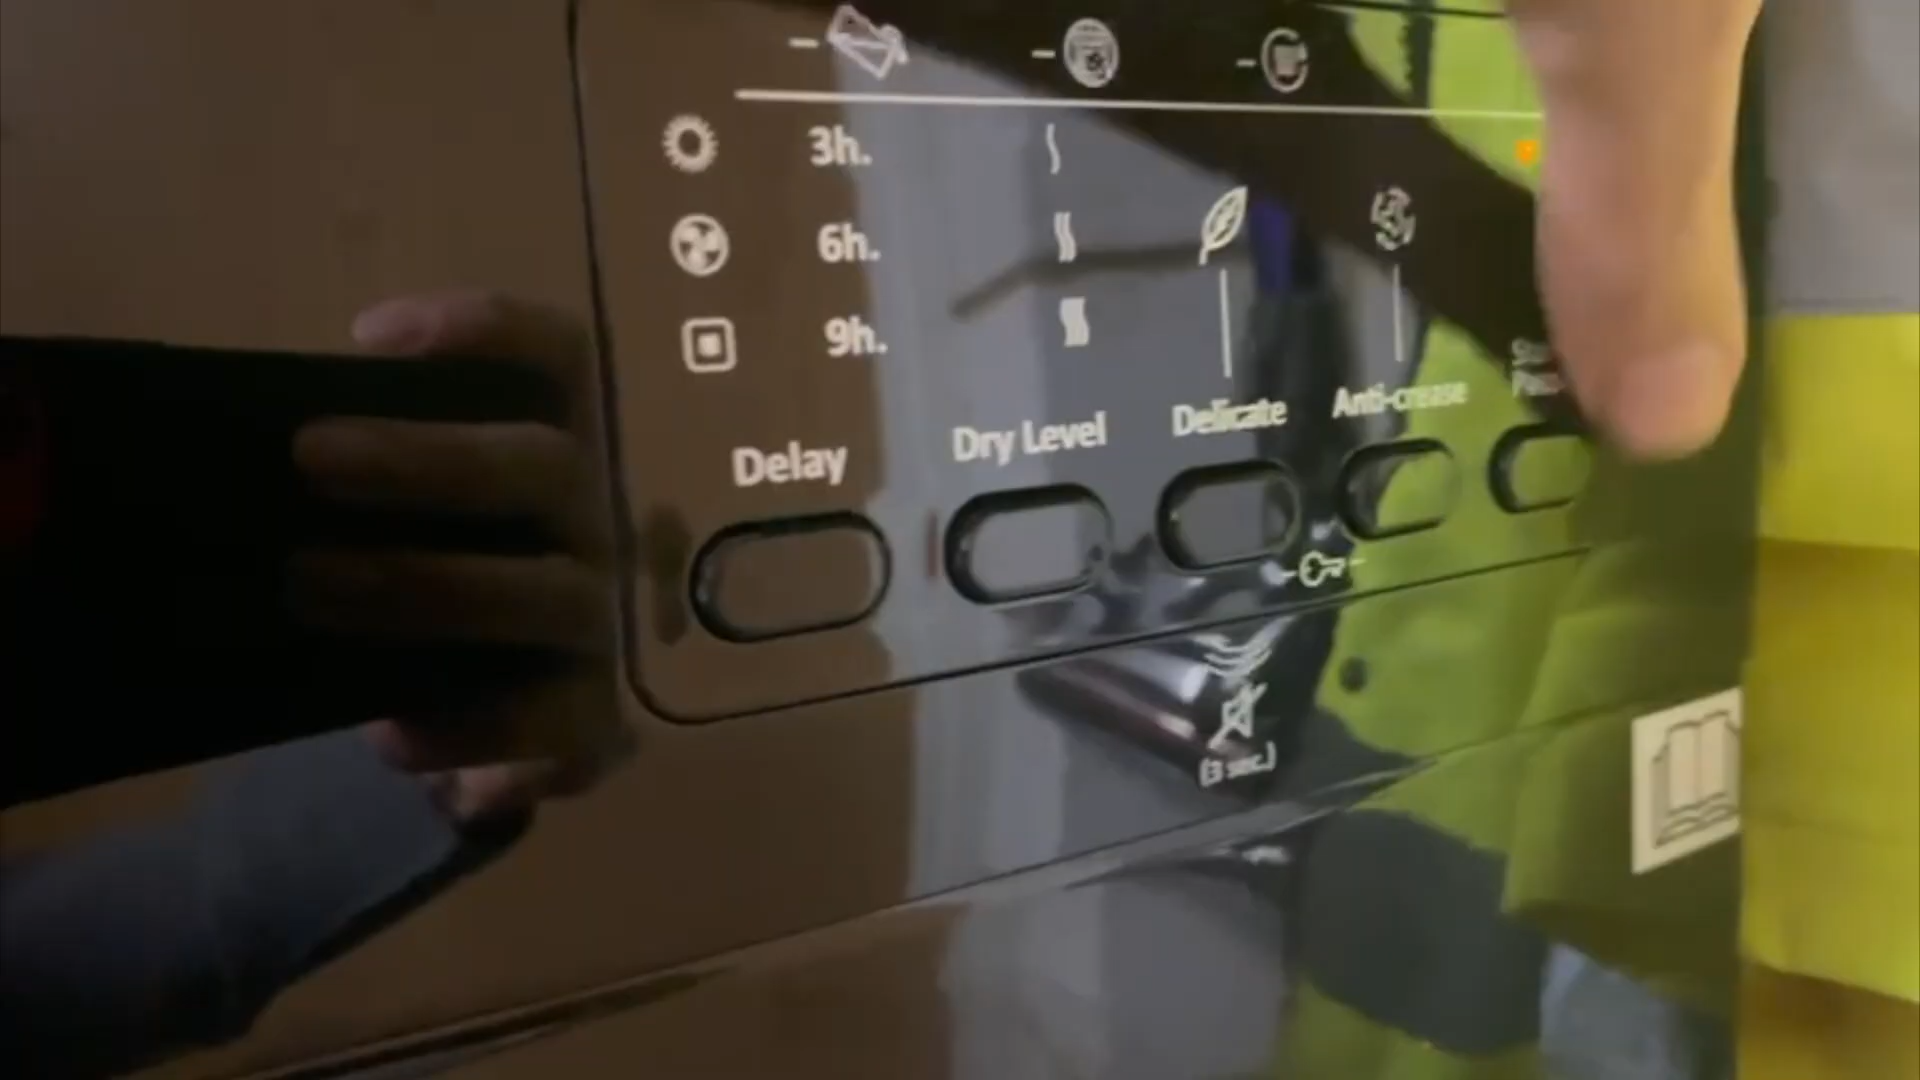 3h.
6h.
9h.
Delay
Dry Level
Delicate
Anti-crease
(3 sec.)